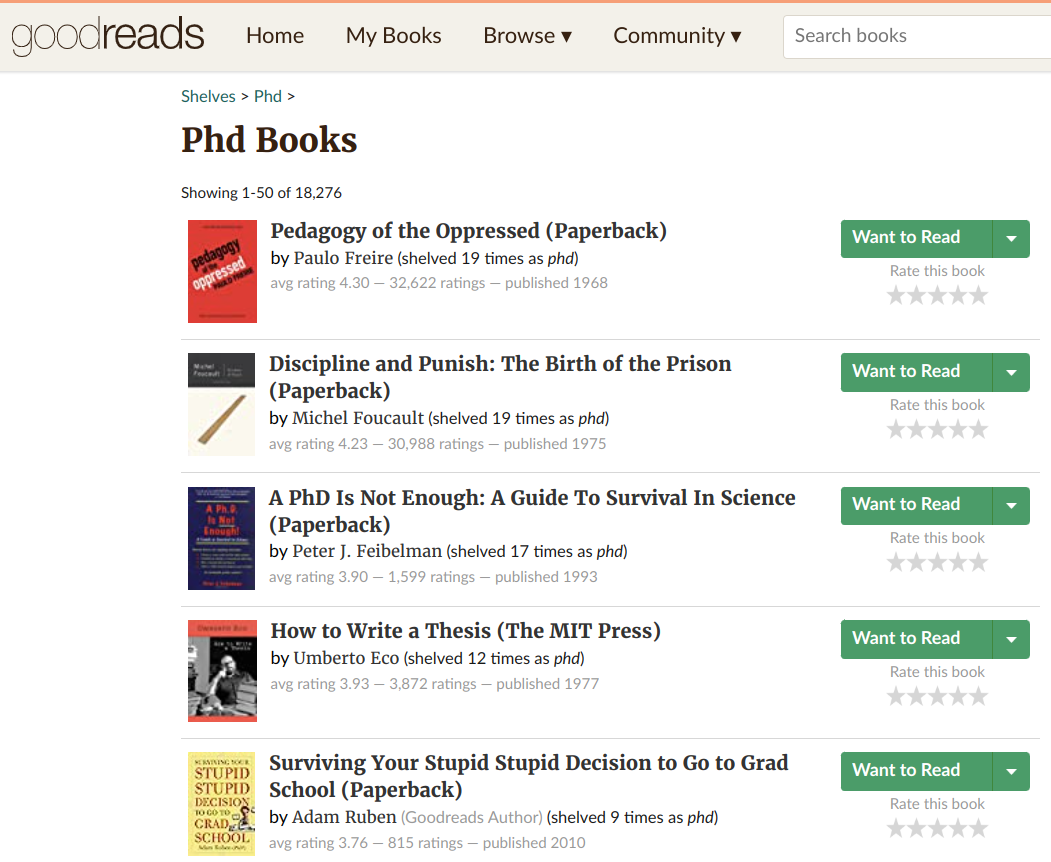 goodreads Home My Books Browse ▾ Community ▾ Search books
Shelves > Phd >
Phd Books
Showing 1-50 of 18,276
pedagogy
of the
oppressed
PAULO FREIRE
Pedagogy of the Oppressed (Paperback)
by Paulo Freire (shelved 19 times as phd)
avg rating 4.30 — 32,622 ratings — published 1968
Want to Read
Rate this book
Michel
Foucault
Discipline and Punish: The Birth of the Prison
(Paperback)
by Michel Foucault (shelved 19 times as phd)
avg rating 4.23 — 30,988 ratings — published 1975
Want to Read
Rate this book
A Ph.D.
Is Not
Enough!
A PhD Is Not Enough: A Guide To Survival In Science
(Paperback)
by Peter J. Feibelman (shelved 17 times as phd)
avg rating 3.90 — 1,599 ratings — published 1993
Want to Read
Rate this book
Umberto Eco
How to Write
a Thesis
How to Write a Thesis (The MIT Press)
by Umberto Eco (shelved 12 times as phd)
avg rating 3.93 — 3,872 ratings — published 1977
Want to Read
Rate this book
SURVIVING YOUR
STUPID
STUPID
DECISION
TO GO TO
GRAD
SCHOOL
Adam Ruben
Surviving Your Stupid Stupid Decision to Go to Grad
School (Paperback)
by Adam Ruben (Goodreads Author) (shelved 9 times as phd)
avg rating 3.76 — 815 ratings — published 2010
Want to Read
Rate this book